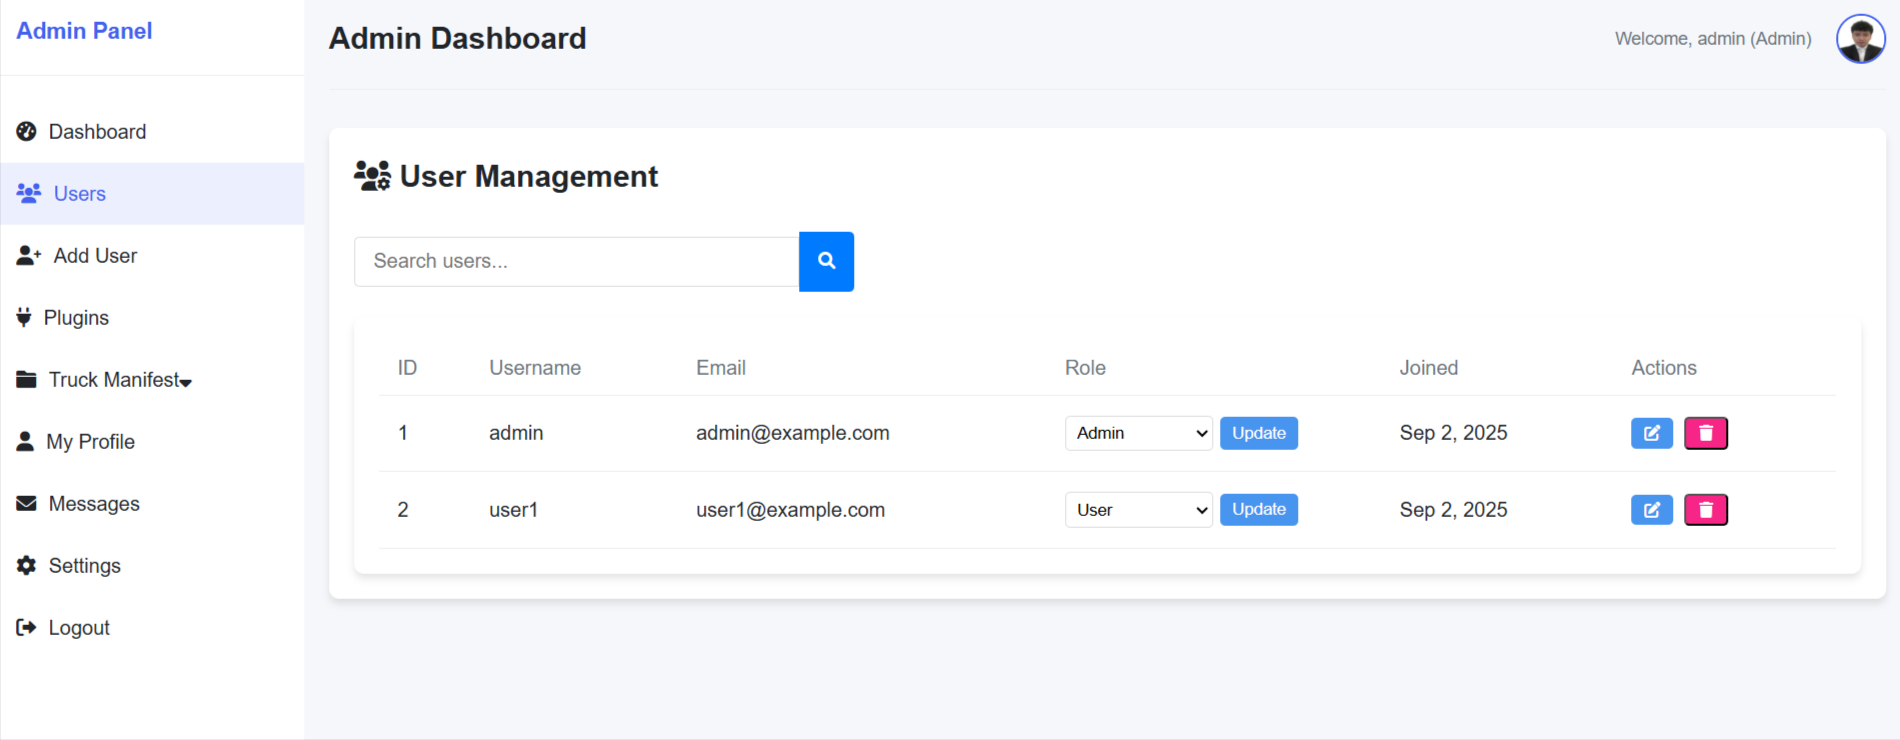 Admin Panel
Dashboard
Users
Add User
Plugins
Truck Manifest
My Profile
Messages
Settings
Logout
Admin Dashboard
Welcome, admin (Admin)
User Management
Search users...
ID Username Email Role Joined Actions
1 admin admin@example.com Admin Update Sep 2, 2025
2 user1 user1@example.com User Update Sep 2, 2025